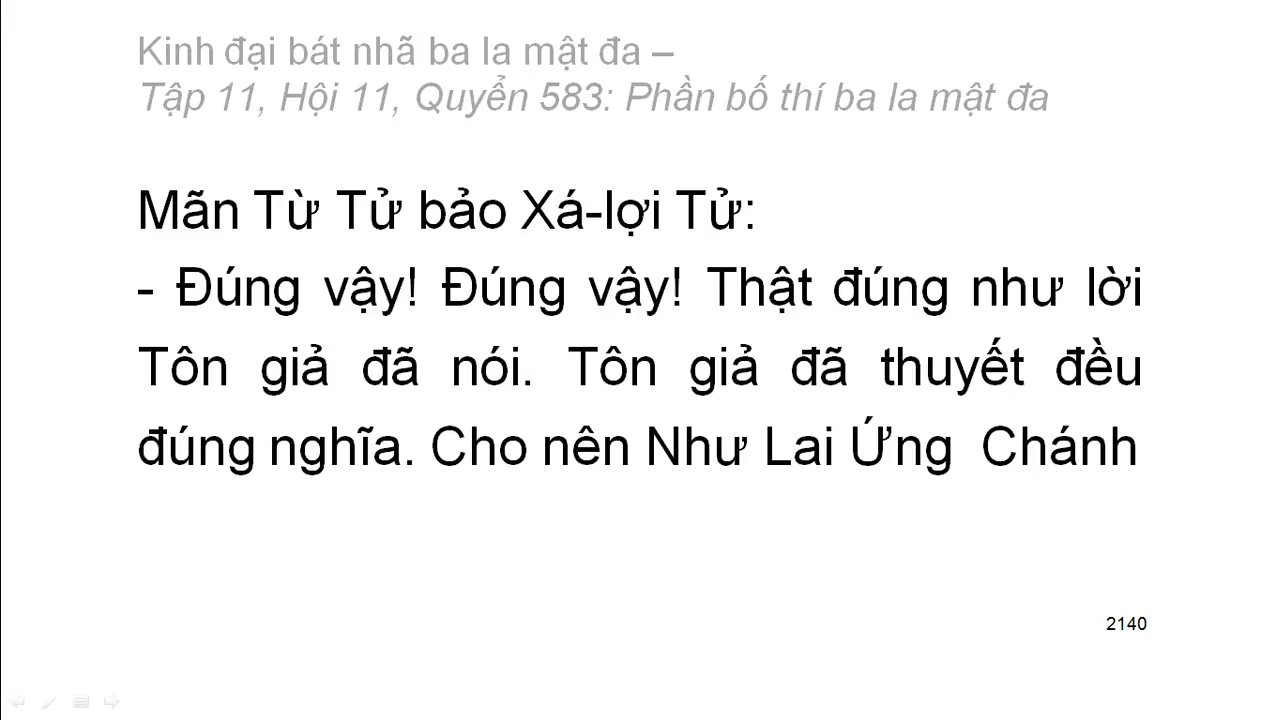 Kinh đại bát nhã ba la mật đa –
Tập 11, Hội 11, Quyển 583: Phần bố thí ba la mật đa
Mãn Từ Tử bảo Xá-lợi Tử:
- Đúng vậy! Đúng vậy! Thật đúng như lời
Tôn giả đã nói. Tôn giả đã thuyết đều
đúng nghĩa. Cho nên Như Lai Ứng  Chánh
2140